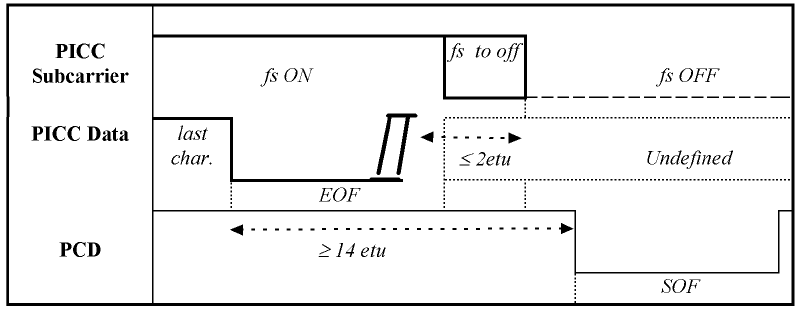 PICC
Subcarrier
fs ON
fs to off
fs OFF
PICC Data
last
char.
EOF
≤ 2etu
Undefined
PCD
≥ 14 etu
SOF